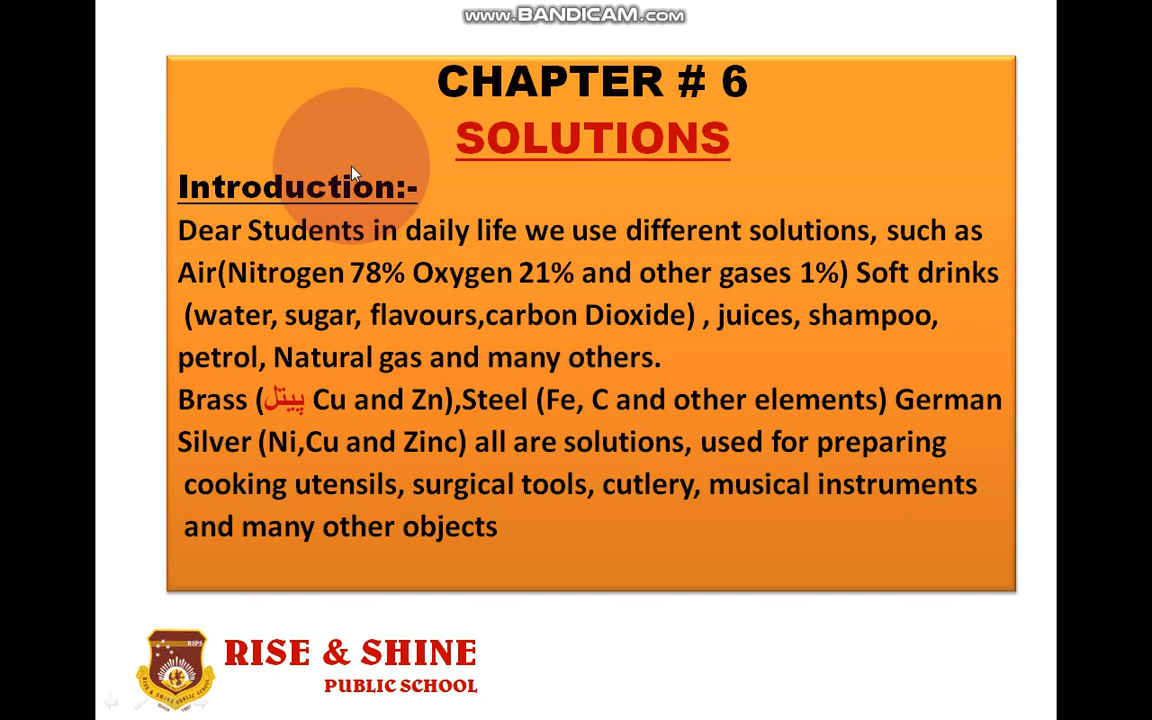 www.BANDICAM.com
CHAPTER # 6
SOLUTIONS
Introduction:-
Dear Students in daily life we use different solutions, such as
Air(Nitrogen 78% Oxygen 21% and other gases 1%) Soft drinks
(water, sugar, flavours,carbon Dioxide) , juices, shampoo,
petrol, Natural gas and many others.
Brass (پیتل Cu and Zn),Steel (Fe, C and other elements) German
Silver (Ni,Cu and Zinc) all are solutions, used for preparing
cooking utensils, surgical tools, cutlery, musical instruments
and many other objects
RSPS
RISE & SHINE
PUBLIC SCHOOL